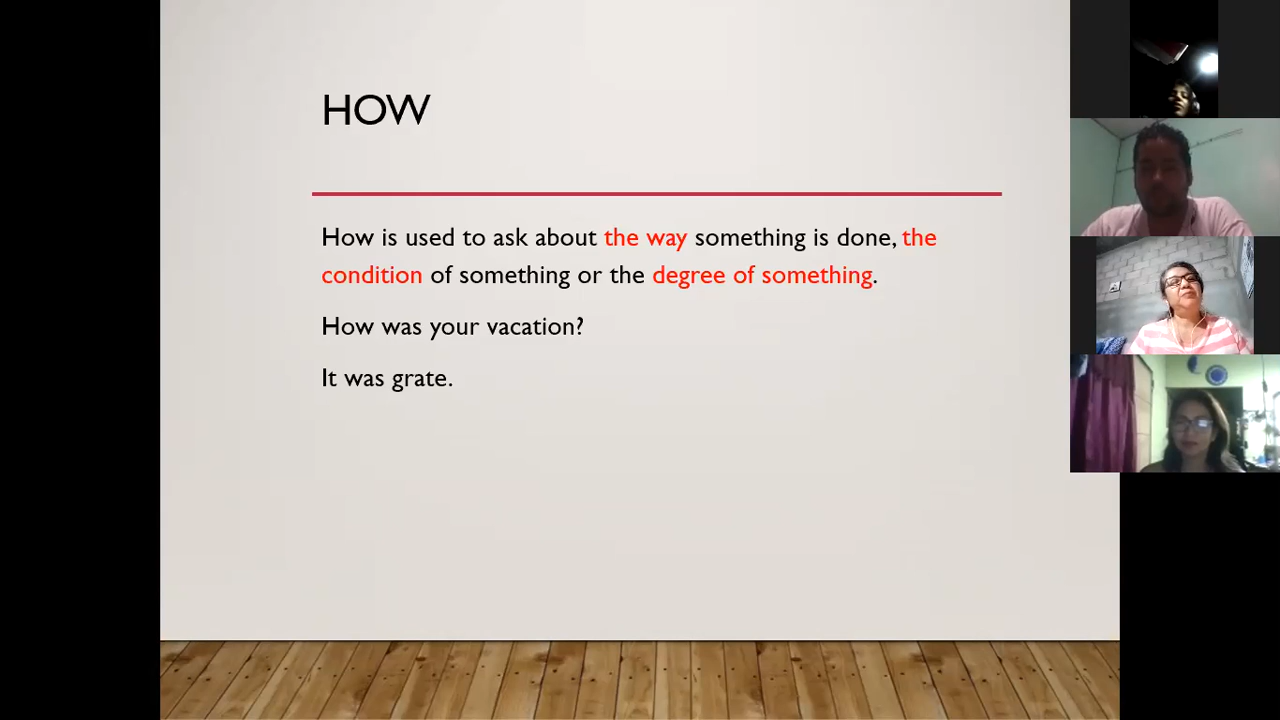 HOW
How is used to ask about the way something is done, the
condition of something or the degree of something.
How was your vacation?
It was grate.